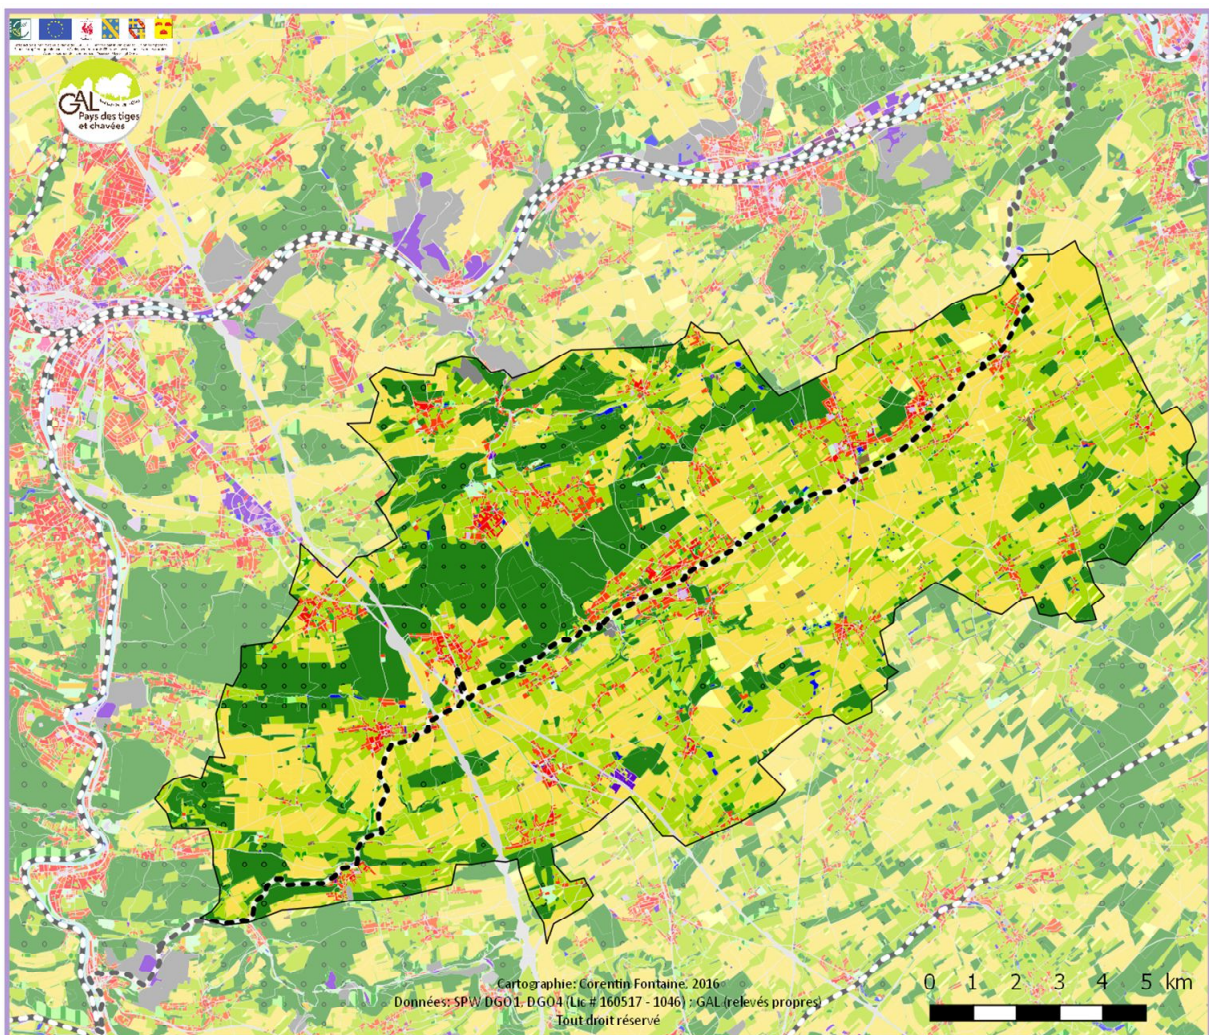 GAL
Pays des tiges
et chavées
Cartographie: Corentin Fontaine. 2016
Données: SPW DGO1, DGO4 (Lic # 160517 - 1046) ; GAL (relevés propres)
Tout droit réservé
0 1 2 3 4 5 km